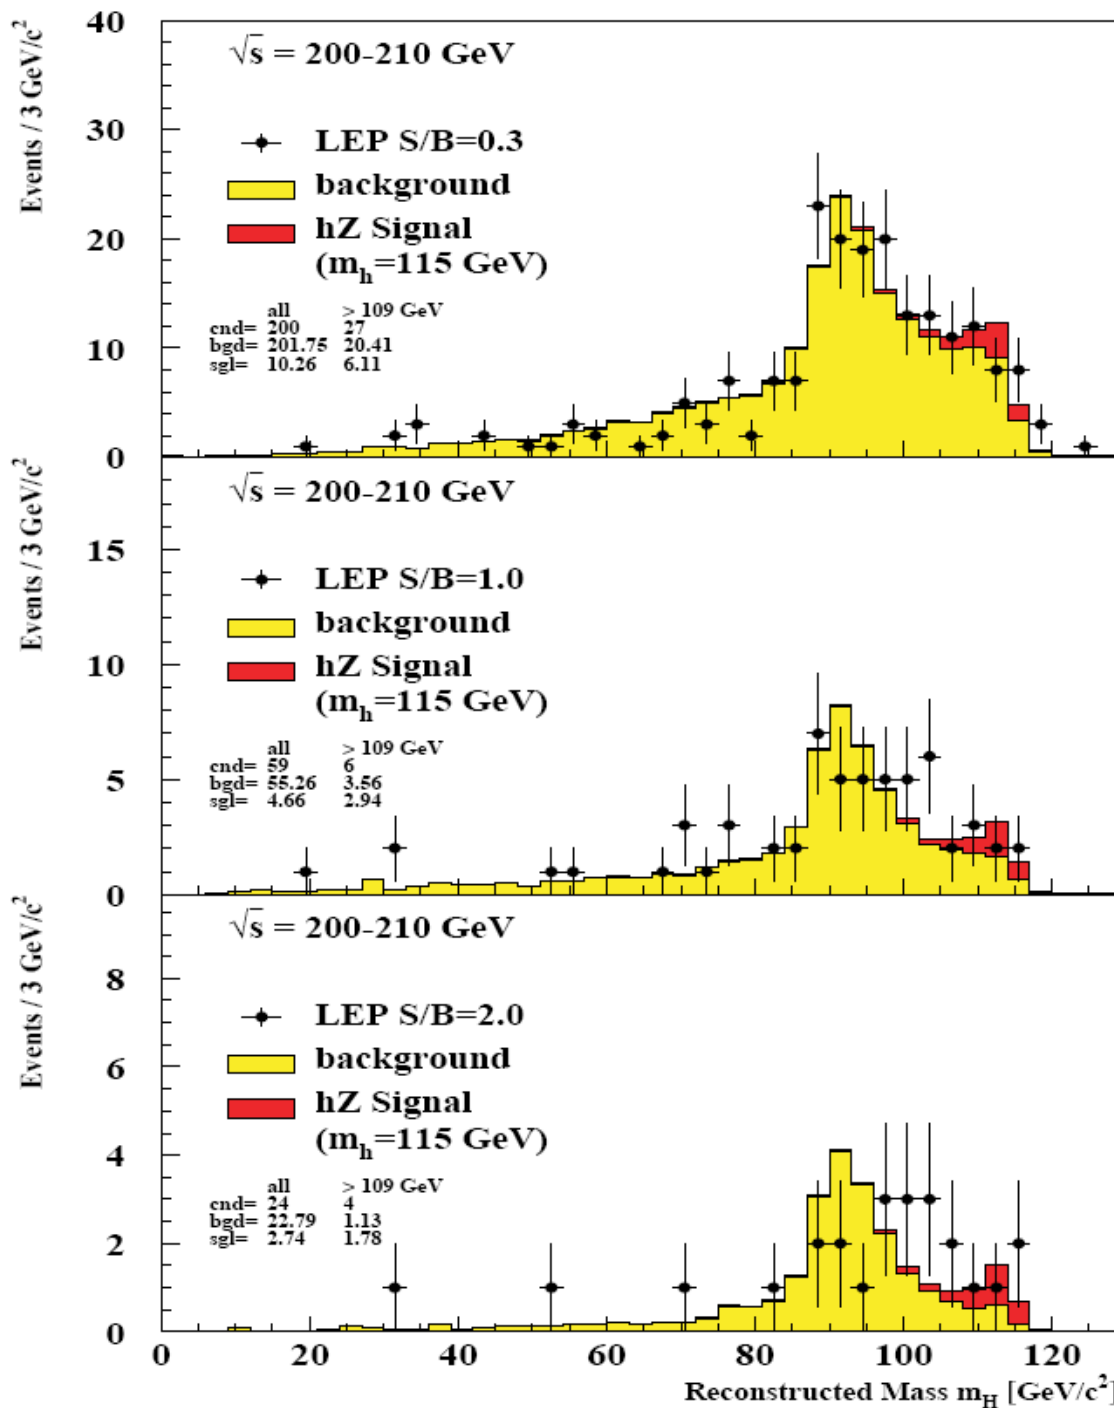 Events / 3 GeV/c²
40
30
20
10
0
√s = 200-210 GeV
LEP S/B=0.3
background
hZ Signal
(m_h=115 GeV)
all > 109 GeV
cnd= 200 27
bgd= 201.75 20.41
sgl= 10.26 6.11
Events / 3 GeV/c²
15
10
5
0
√s = 200-210 GeV
LEP S/B=1.0
background
hZ Signal
(m_h=115 GeV)
all > 109 GeV
cnd= 59 6
bgd= 55.26 3.56
sgl= 4.66 2.94
Events / 3 GeV/c²
8
6
4
2
0
√s = 200-210 GeV
LEP S/B=2.0
background
hZ Signal
(m_h=115 GeV)
all > 109 GeV
cnd= 24 4
bgd= 22.79 1.13
sgl= 2.74 1.78
0 20 40 60 80 100 120
Reconstructed Mass m_H [GeV/c²]